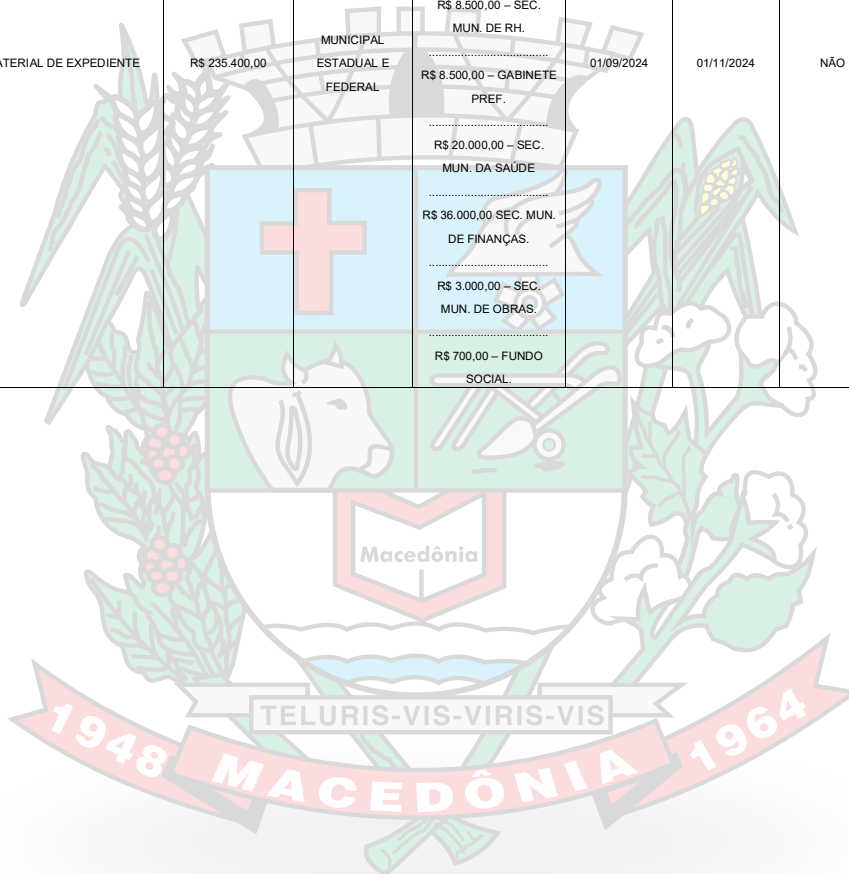 R$ 8.500,00 – SEC.
MUN. DE RH.
.....................................
ATERIAL DE EXPEDIENTE
R$ 235.400,00
MUNICIPAL
ESTADUAL E
FEDERAL
R$ 8.500,00 – GABINETE
PREF.
.....................................
R$ 20.000,00 – SEC.
MUN. DA SAÚDE
.....................................
R$ 36.000,00 SEC. MUN.
DE FINANÇAS.
.....................................
R$ 3.000,00 – SEC.
MUN. DE OBRAS.
.....................................
R$ 700,00 – FUNDO
SOCIAL.
01/09/2024
01/11/2024
NÃO
Macedônia
TELURIS-VIS-VIRIS-VIS
1948
MACEDÔNIA
1964